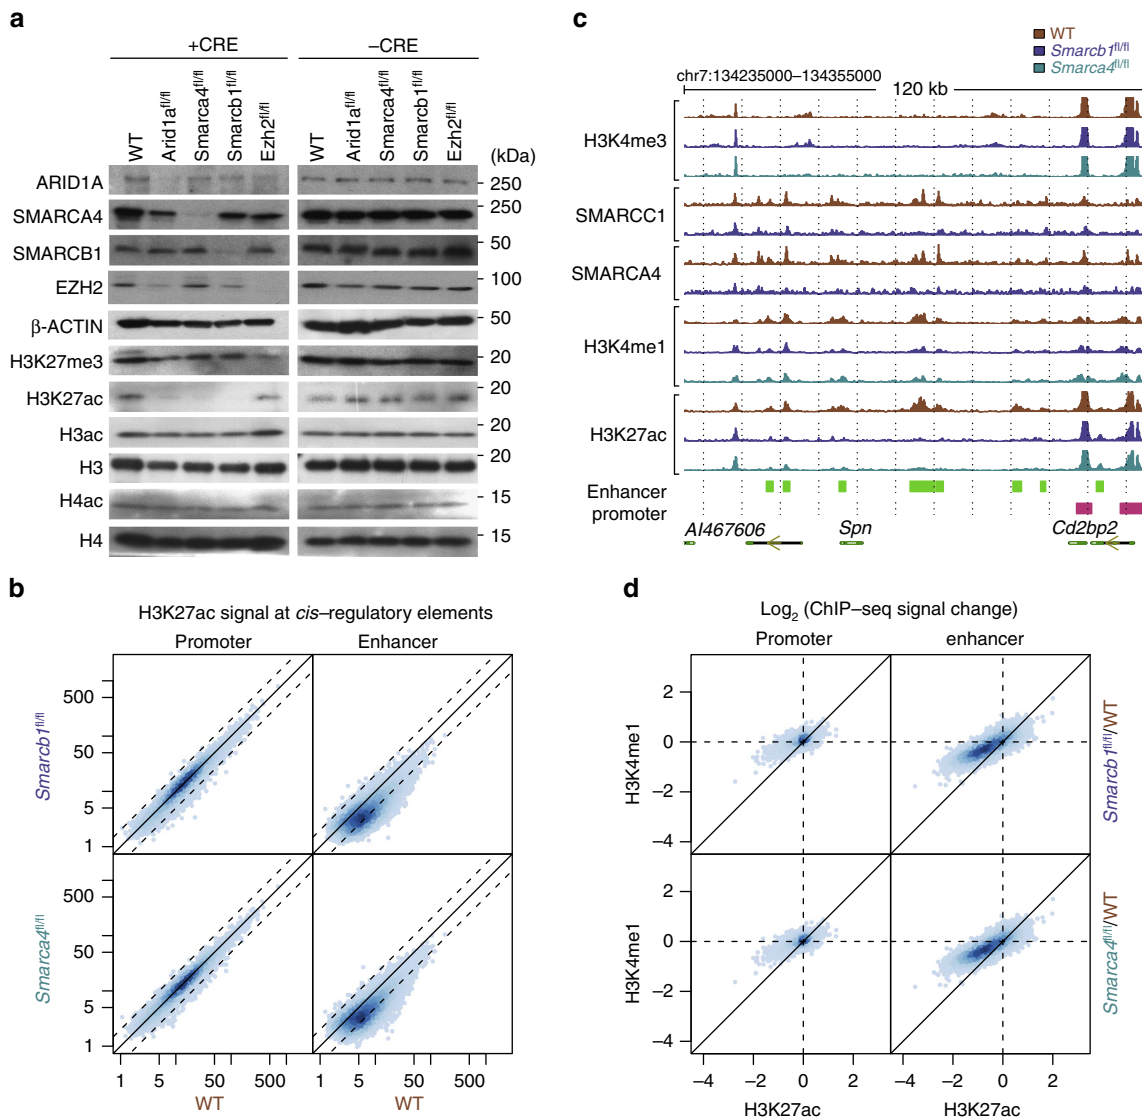 a
+CRE
−CRE
WT
Arid1a^fl/fl
Smarca4^fl/fl
Smarcb1^fl/fl
Ezh2^fl/fl
WT
Arid1a^fl/fl
Smarca4^fl/fl
Smarcb1^fl/fl
Ezh2^fl/fl
(kDa)
ARID1A
250
SMARCA4
250
SMARCB1
50
EZH2
100
β-ACTIN
50
H3K27me3
20
H3K27ac
20
H3ac
20
H3
20
H4ac
15
H4
15
c
WT
Smarcb1^fl/fl
Smarca4^fl/fl
chr7:134235000–134355000
120 kb
H3K4me3
SMARCC1
SMARCA4
H3K4me1
H3K27ac
Enhancer
promoter
AI467606
Spn
Cd2bp2
b
H3K27ac signal at cis–regulatory elements
Promoter
Enhancer
Smarcb1^fl/fl
500
50
5
1
Smarca4^fl/fl
500
50
5
1
1 5 50 500
1 5 50 500
WT
WT
d
Log₂ (ChIP–seq signal change)
Promoter
enhancer
H3K4me1
2
0
−2
−4
Smarcb1^fl/fl/WT
H3K4me1
2
0
−2
−4
Smarca4^fl/fl/WT
−4 −2 0 2
−4 −2 0 2
H3K27ac
H3K27ac